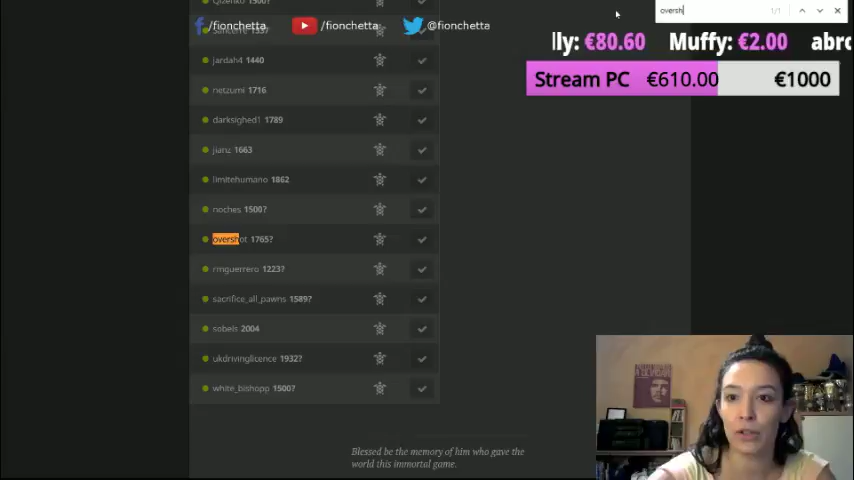 oversh 1/1
/fionchetta /fionchetta @fionchetta
lly: €80.60 Muffy: €2.00 abro
Stream PC €610.00 €1000
jardah4 1440
netzumi 1716
darksighed1 1789
jianz 1663
limitehumano 1862
noches 1500?
overshot 1765?
rmguerrero 1223?
sacrifice_all_pawns 1589?
sobels 2004
ukdrivinglicence 1932?
white_bishopp 1500?
Blessed be the memory of him who gave the
world this immortal game.